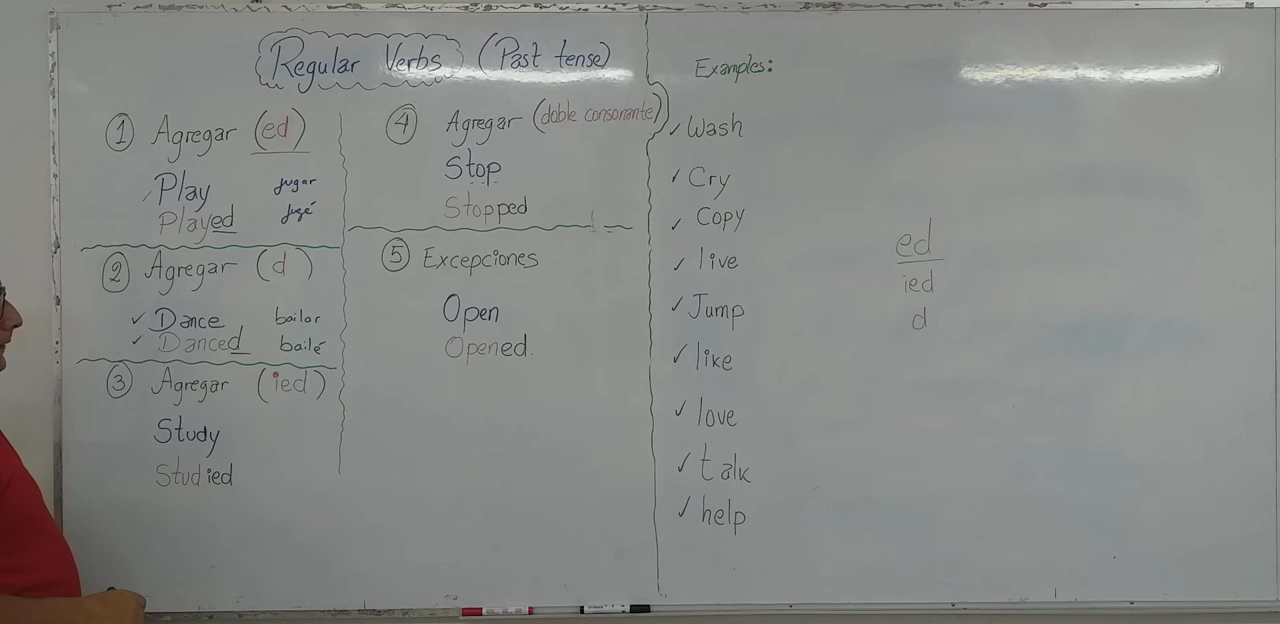 Regular Verbs (Past tense)
1 Agregar (ed)
Play jugar
Played jugé
2 Agregar (d)
Dance bailar
Danced bailé
3 Agregar (ied)
Study
Studied
4 Agregar (doble consonante)
Stop
Stopped
5 Excepciones
Open
Opened.
Examples:
✓ Wash
✓ Cry
✓ Copy
✓ live
✓ Jump
✓ like
✓ love
✓ talk
✓ help
ed
ied
d